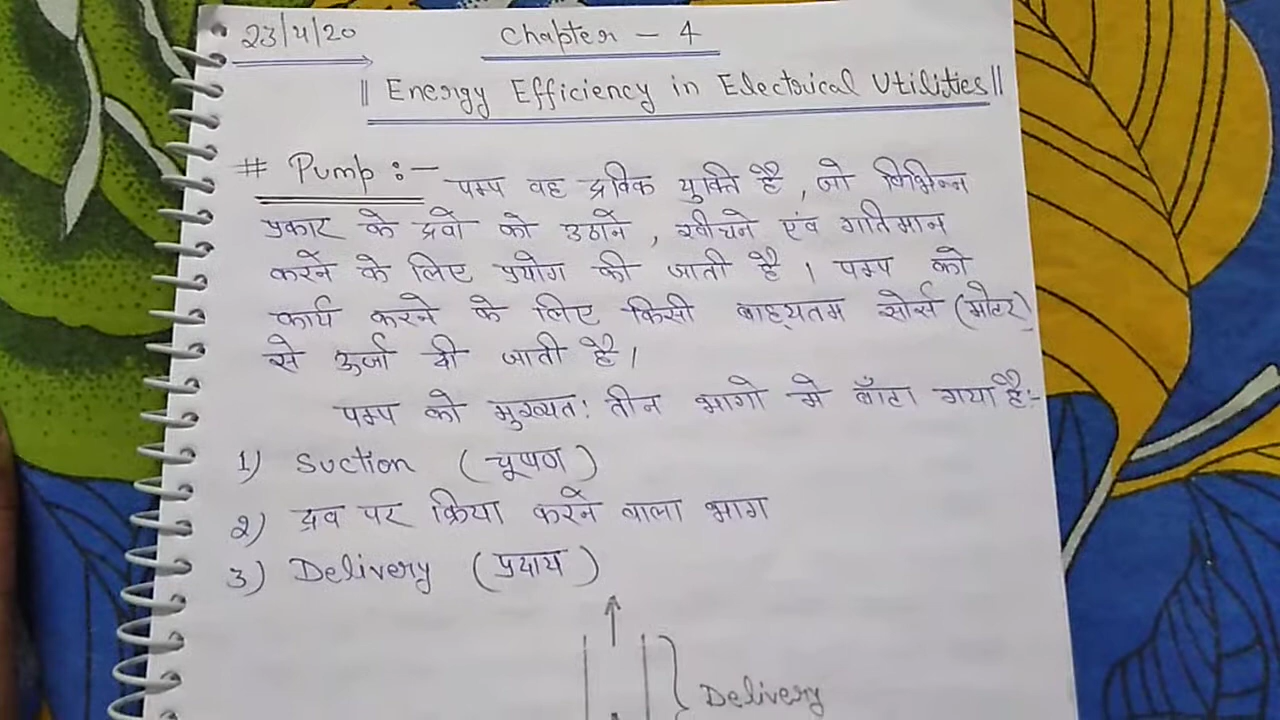 23/4/20
Chapter - 4
|| Energy Efficiency in Electrical Utilities ||
# Pump :- पम्प वह द्रविक युक्ति है , जो विभिन्न
प्रकार के द्रवो को उठाने , खीचने एंव गतिमान
करने के लिए प्रयोग की जाती है । पम्प को
कार्य करने के लिए किसी बाह्यतम सोर्स (मोटर)
से ऊर्जा दी जाती है ।
पम्प को मुख्यत: तीन भागो मे बाँटा गया है:-
1) Suction ( चूषण )
2) द्रव पर क्रिया करने वाला भाग
3) Delivery ( प्रदाय )
Delivery